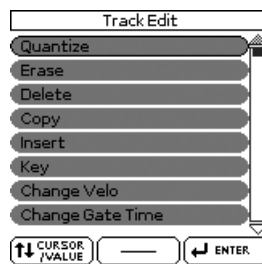 Track Edit
Quantize
Erase
Delete
Copy
Insert
Key
Change Velo
Change Gate Time
CURSOR
/VALUE
ENTER